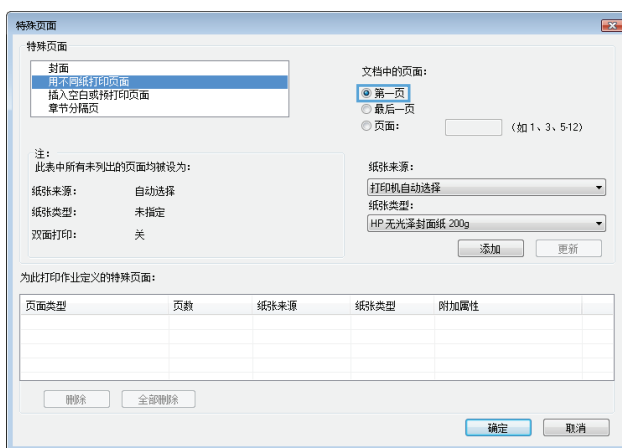 特殊页面
特殊页面
封面
用不同纸打印页面
插入空白或预打印页面
章节分隔页
文档中的页面：
第一页
最后一页
页面： （如 1、3、5-12）
注：
此表中所有未列出的页面均被设为：
纸张来源： 自动选择
纸张类型： 未指定
双面打印： 关
纸张来源：
打印机自动选择
纸张类型：
HP 无光泽封面纸 200g
添加 更新
为此打印作业定义的特殊页面：
页面类型 页数 纸张来源 纸张类型 附加属性
删除 全部删除
确定 取消